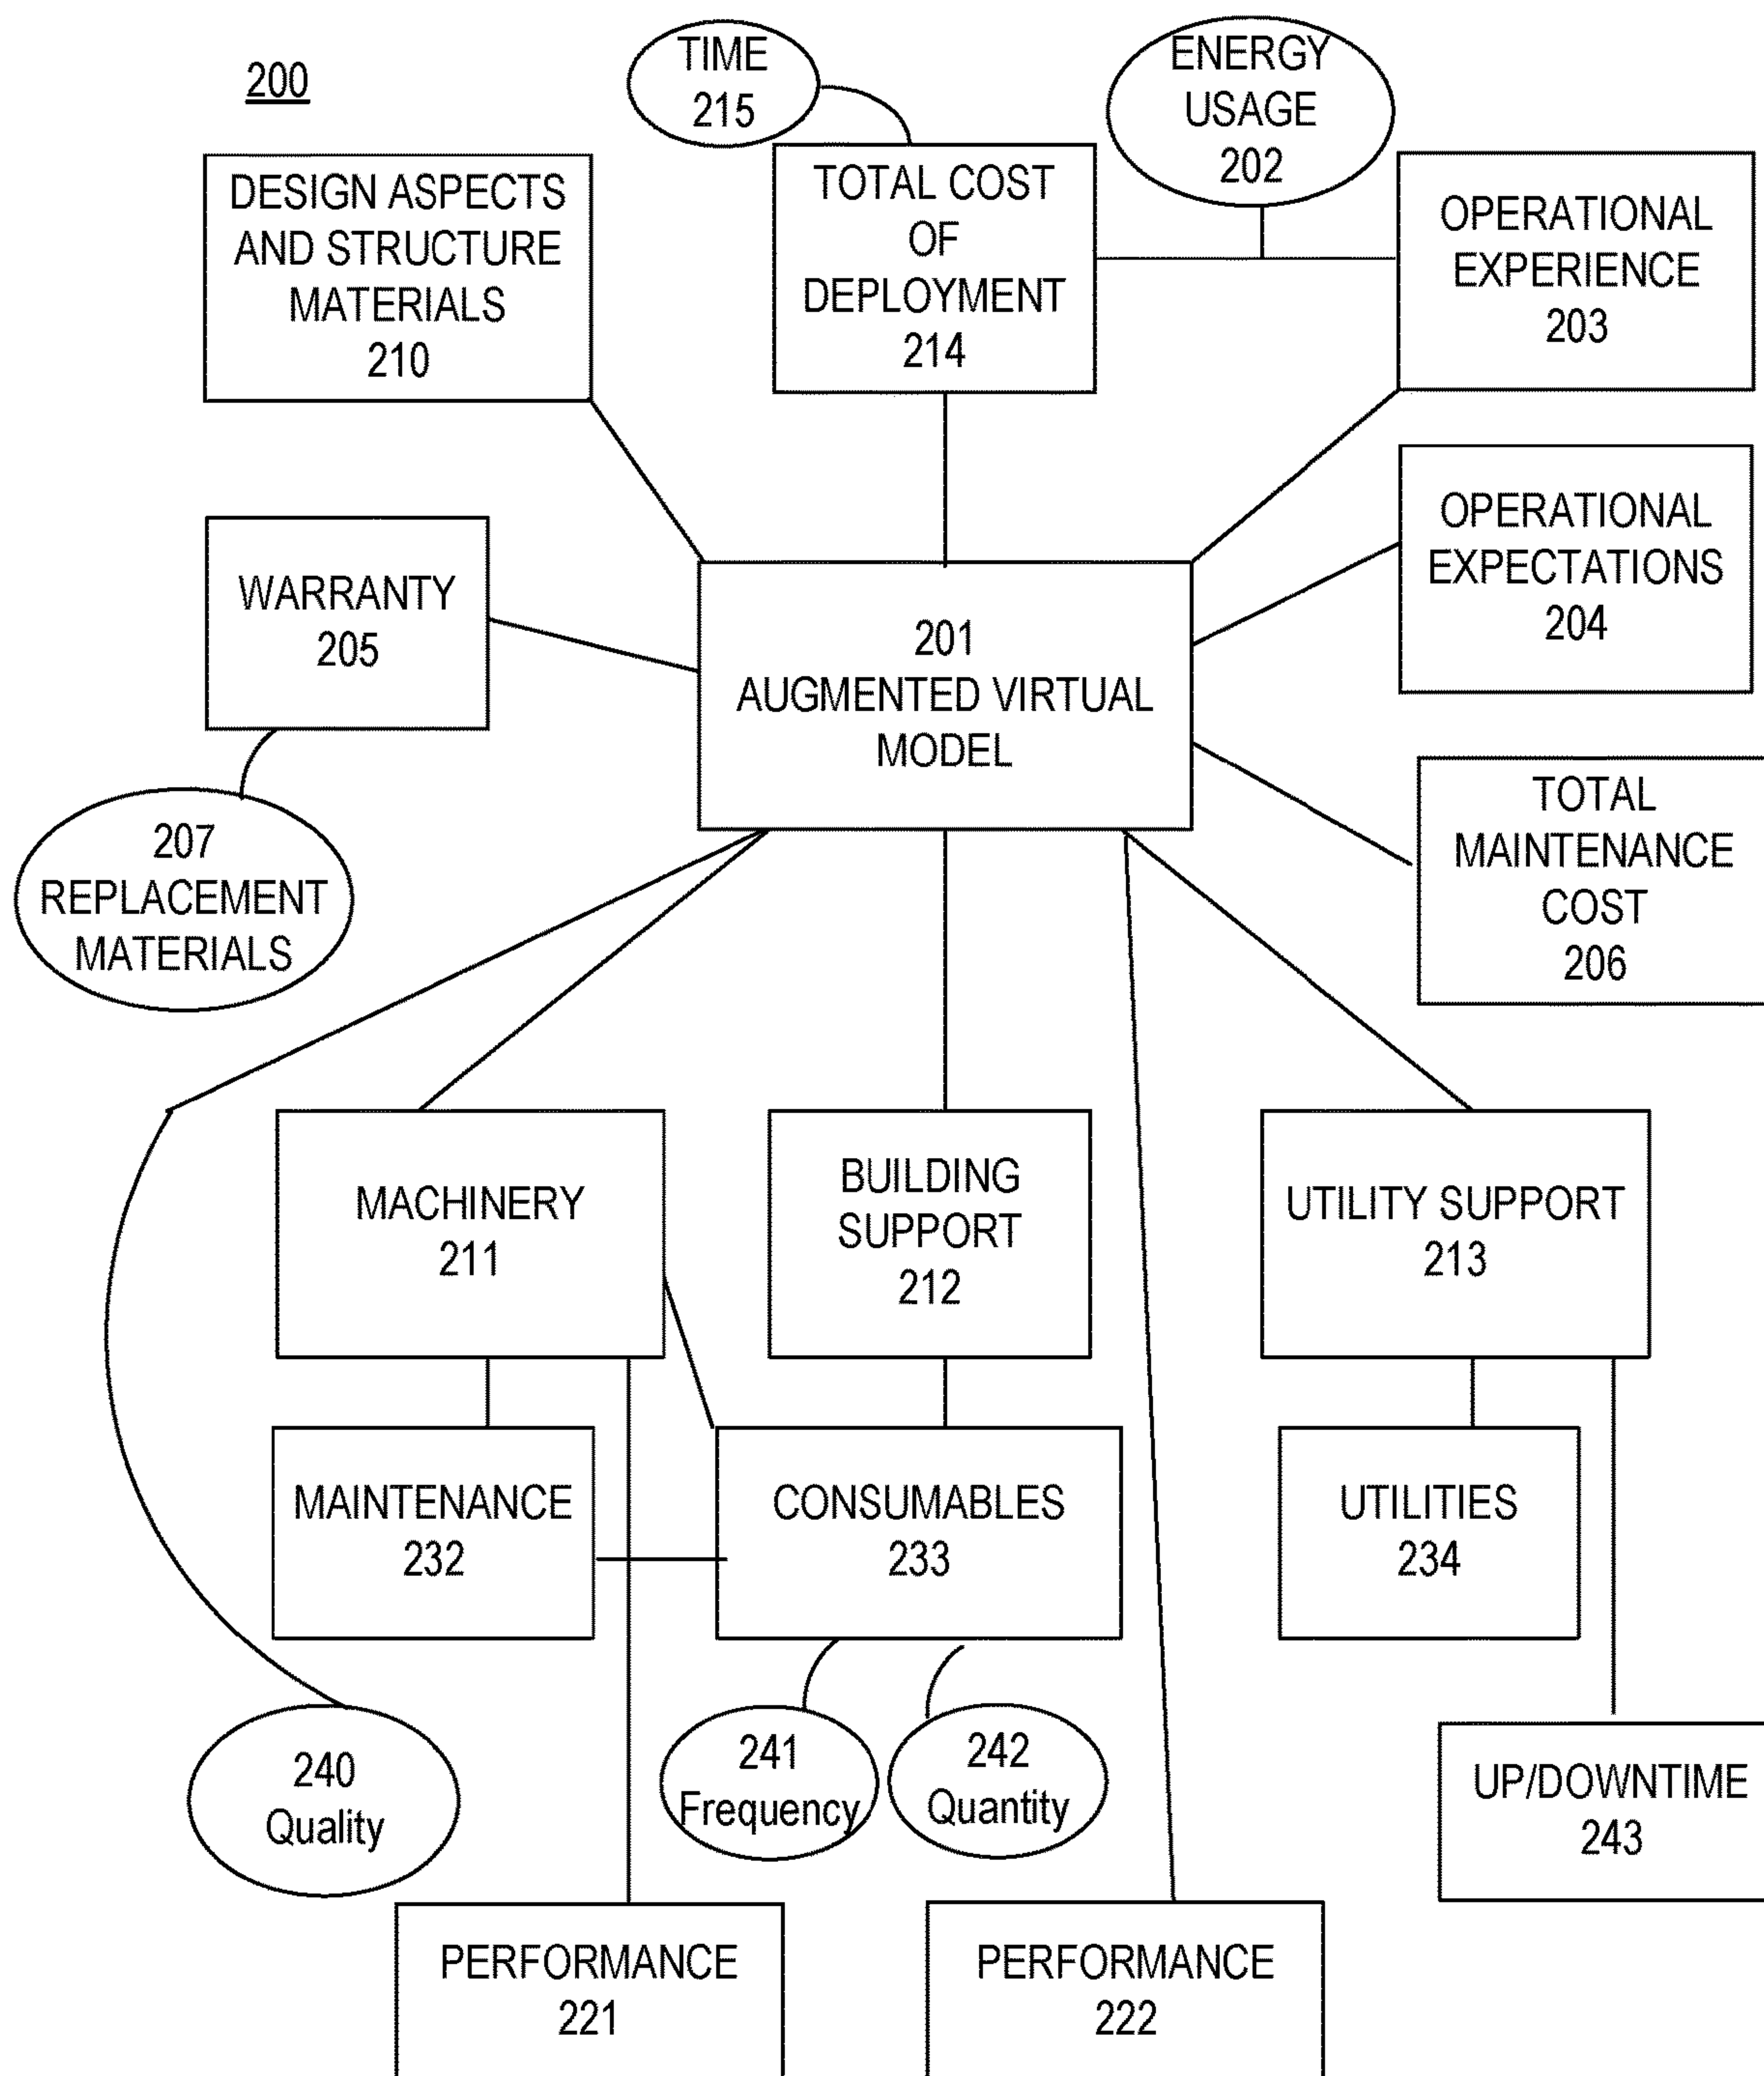 200
TIME
215
ENERGY
USAGE
202
DESIGN ASPECTS
AND STRUCTURE
MATERIALS
210
TOTAL COST
OF
DEPLOYMENT
214
OPERATIONAL
EXPERIENCE
203
OPERATIONAL
EXPECTATIONS
204
WARRANTY
205
201
AUGMENTED VIRTUAL
MODEL
TOTAL
MAINTENANCE
COST
206
207
REPLACEMENT
MATERIALS
MACHINERY
211
BUILDING
SUPPORT
212
UTILITY SUPPORT
213
MAINTENANCE
232
CONSUMABLES
233
UTILITIES
234
240
Quality
241
Frequency
242
Quantity
UP/DOWNTIME
243
PERFORMANCE
221
PERFORMANCE
222